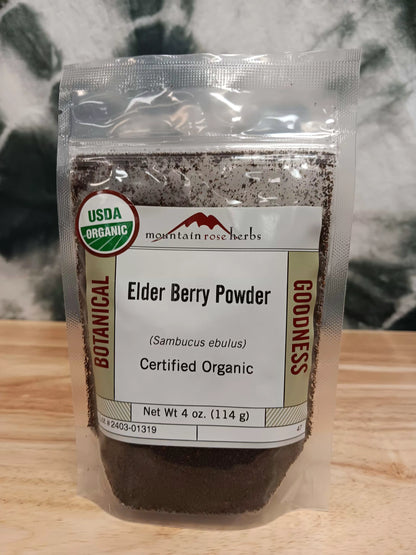 USDA
ORGANIC
mountain rose herbs
BOTANICAL
Elder Berry Powder
GOODNESS
(Sambucus ebulus)
Certified Organic
Net Wt 4 oz. (114 g)
# 2403-01319